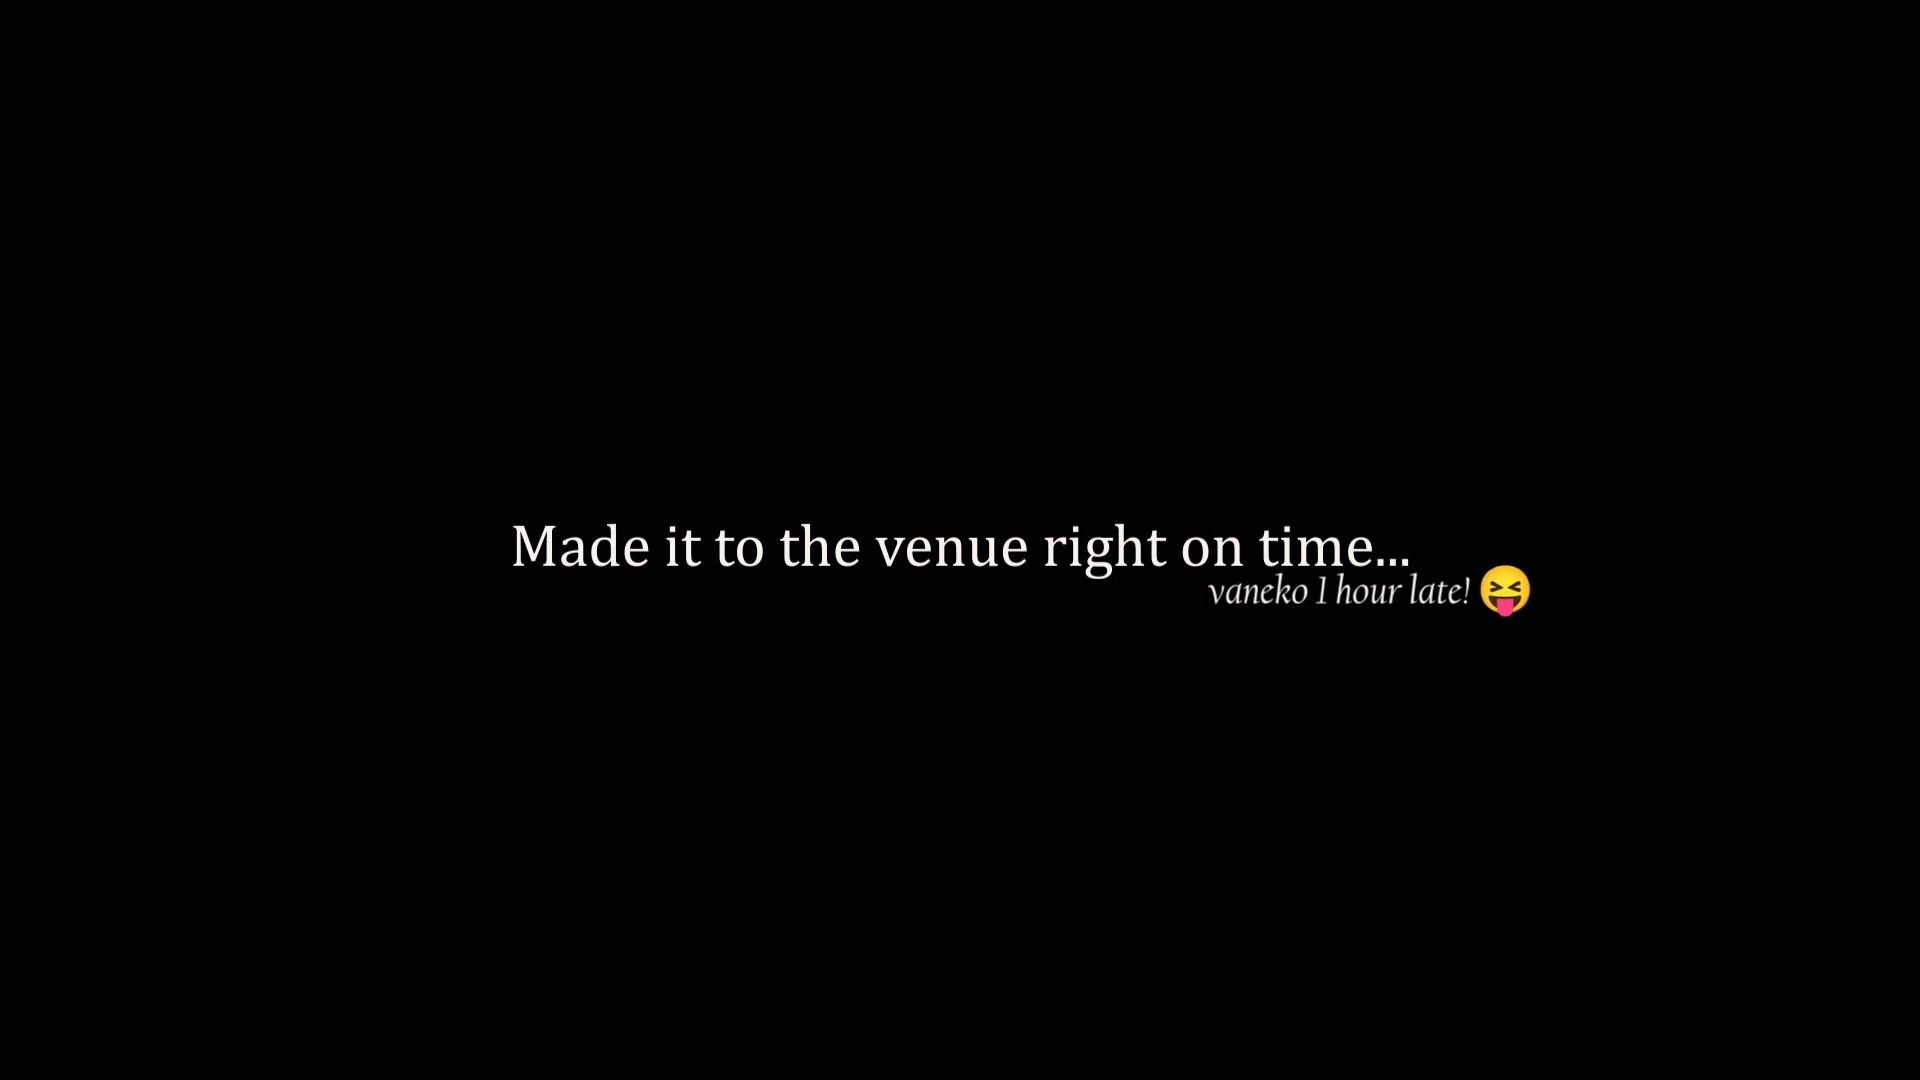 Made it to the venue right on time...
vaneko 1 hour late! 😝